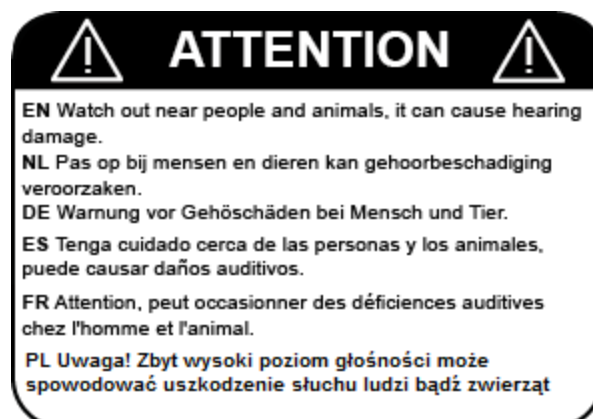 ATTENTION
EN Watch out near people and animals, it can cause hearing
damage.
NL Pas op bij mensen en dieren kan gehoorbeschadiging
veroorzaken.
DE Warnung vor Gehöschäden bei Mensch und Tier.
ES Tenga cuidado cerca de las personas y los animales,
puede causar daños auditivos.
FR Attention, peut occasionner des déficiences auditives
chez l'homme et l'animal.
PL Uwaga! Zbyt wysoki poziom głośności może
spowodować uszkodzenie słuchu ludzi bądź zwierząt